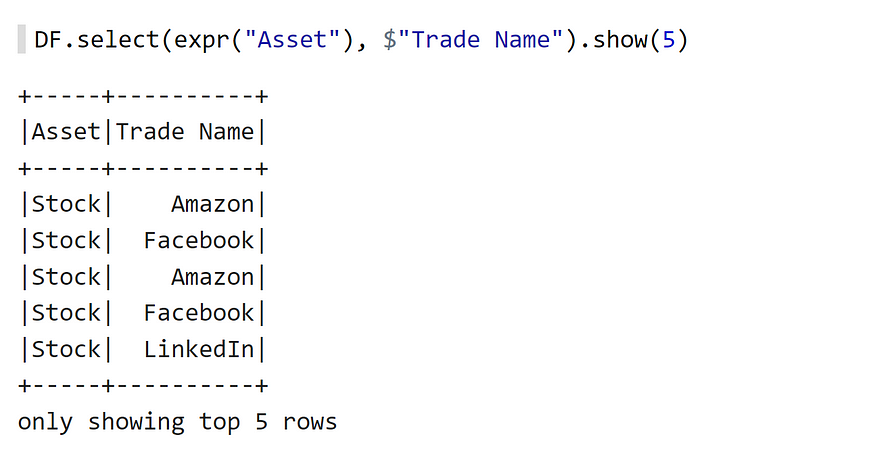 DF.select(expr("Asset"), $"Trade Name").show(5)
+-----+----------+
|Asset|Trade Name|
+-----+----------+
|Stock|    Amazon|
|Stock|  Facebook|
|Stock|    Amazon|
|Stock|  Facebook|
|Stock|  LinkedIn|
+-----+----------+
only showing top 5 rows